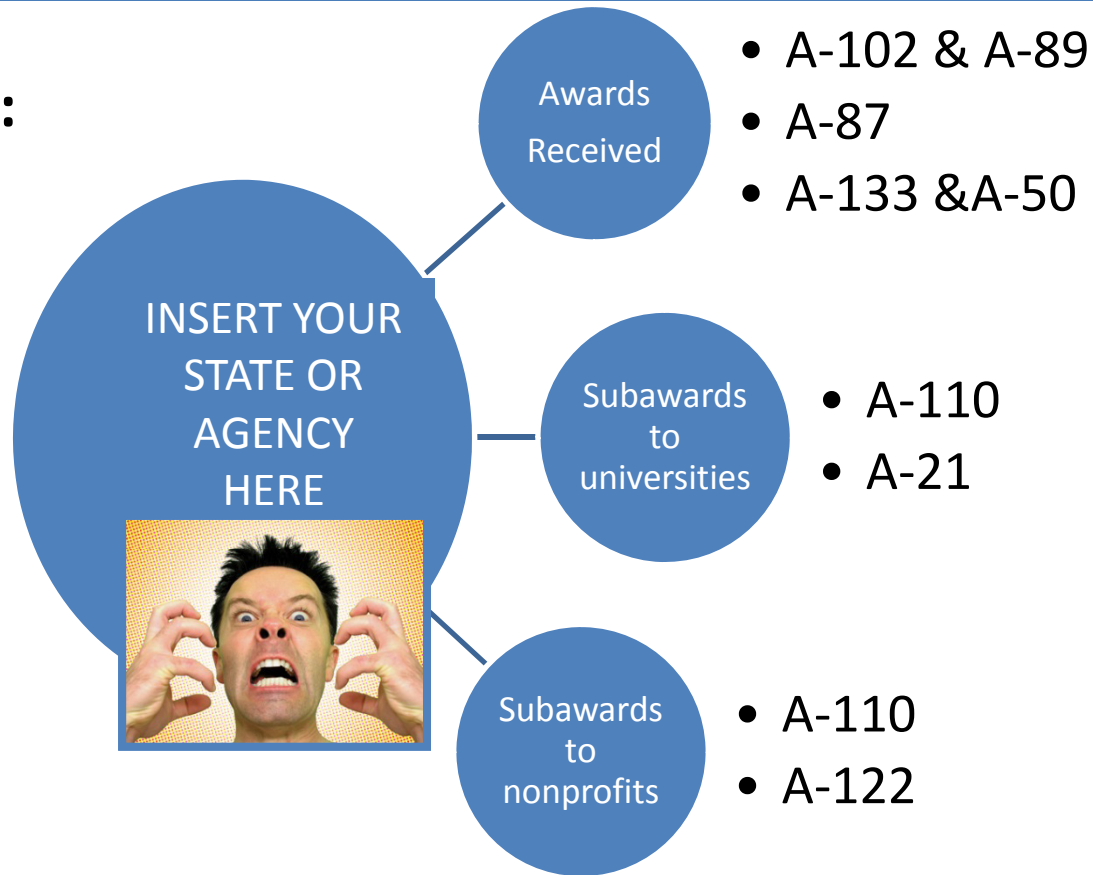 :
INSERT YOUR
STATE OR
AGENCY
HERE
Awards
Received
• A-102 & A-89
• A-87
• A-133 &A-50
Subawards
to
universities
• A-110
• A-21
Subawards
to
nonprofits
• A-110
• A-122